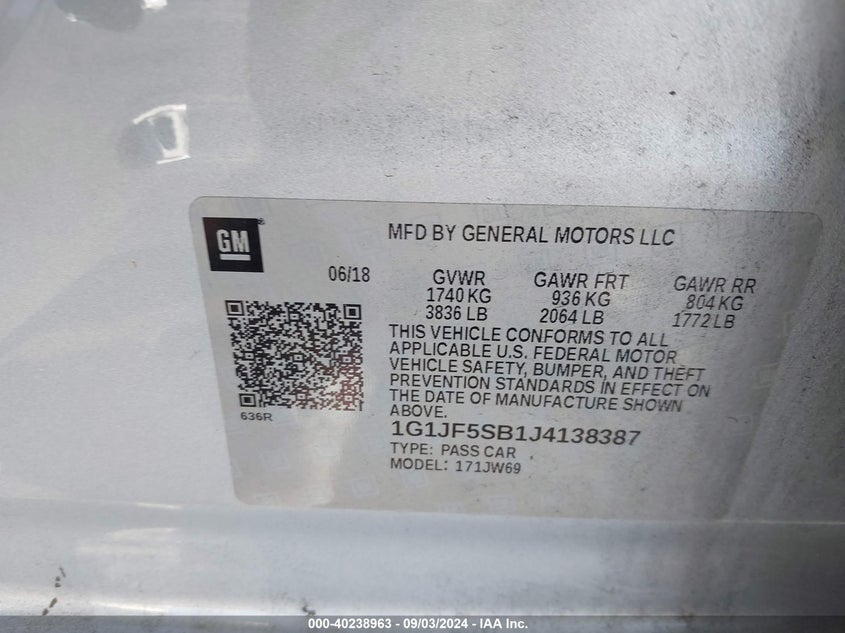 GM®
MFD BY GENERAL MOTORS LLC
06/18
GVWR GAWR FRT GAWR RR
1740 KG 936 KG 804 KG
3836 LB 2064 LB 1772 LB
THIS VEHICLE CONFORMS TO ALL
APPLICABLE U.S. FEDERAL MOTOR
VEHICLE SAFETY, BUMPER, AND THEFT
PREVENTION STANDARDS IN EFFECT ON
THE DATE OF MANUFACTURE SHOWN
ABOVE.
636R
1G1JF5SB1J4138387
TYPE: PASS CAR
MODEL: 171JW69
000-40238963 - 09/03/2024 - IAA Inc.